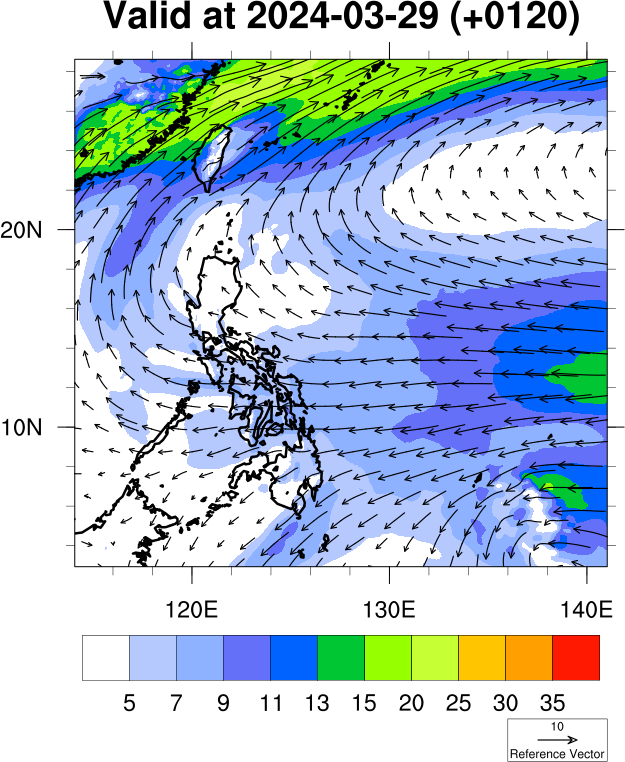 Valid at 2024-03-29 (+0120)
20N
10N
120E 130E 140E
5 7 9 11 13 15 20 25 30 35
10
Reference Vector